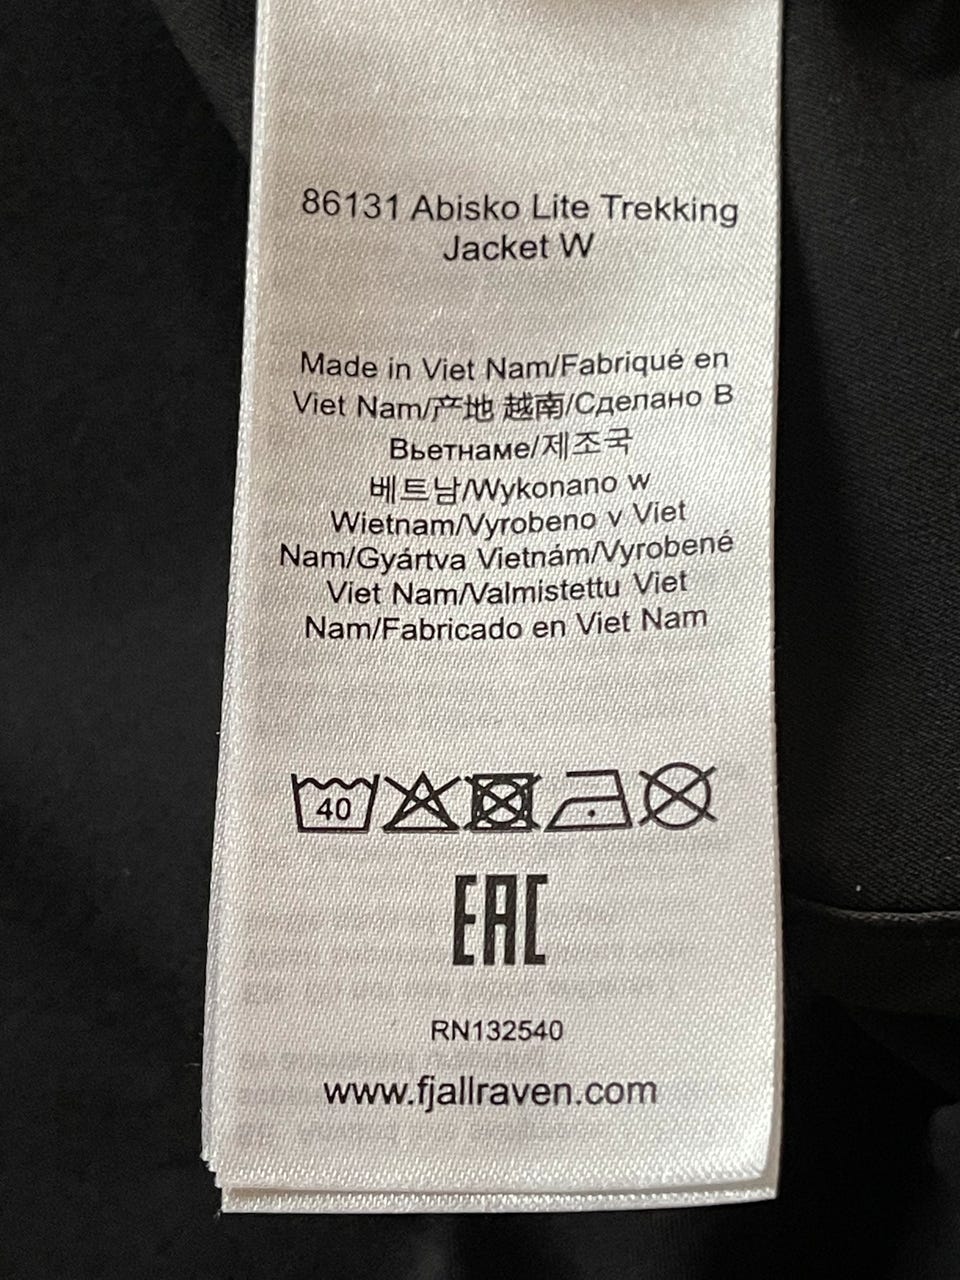 86131 Abisko Lite Trekking
Jacket W
Made in Viet Nam/Fabriqué en
Viet Nam/产地 越南/Сделано В
Вьетнаме/제조국
베트남/Wykonano w
Wietnam/Vyrobeno v Viet
Nam/Gyártva Vietnám/Vyrobené
Viet Nam/Valmistettu Viet
Nam/Fabricado en Viet Nam
40
EAC
RN132540
www.fjallraven.com